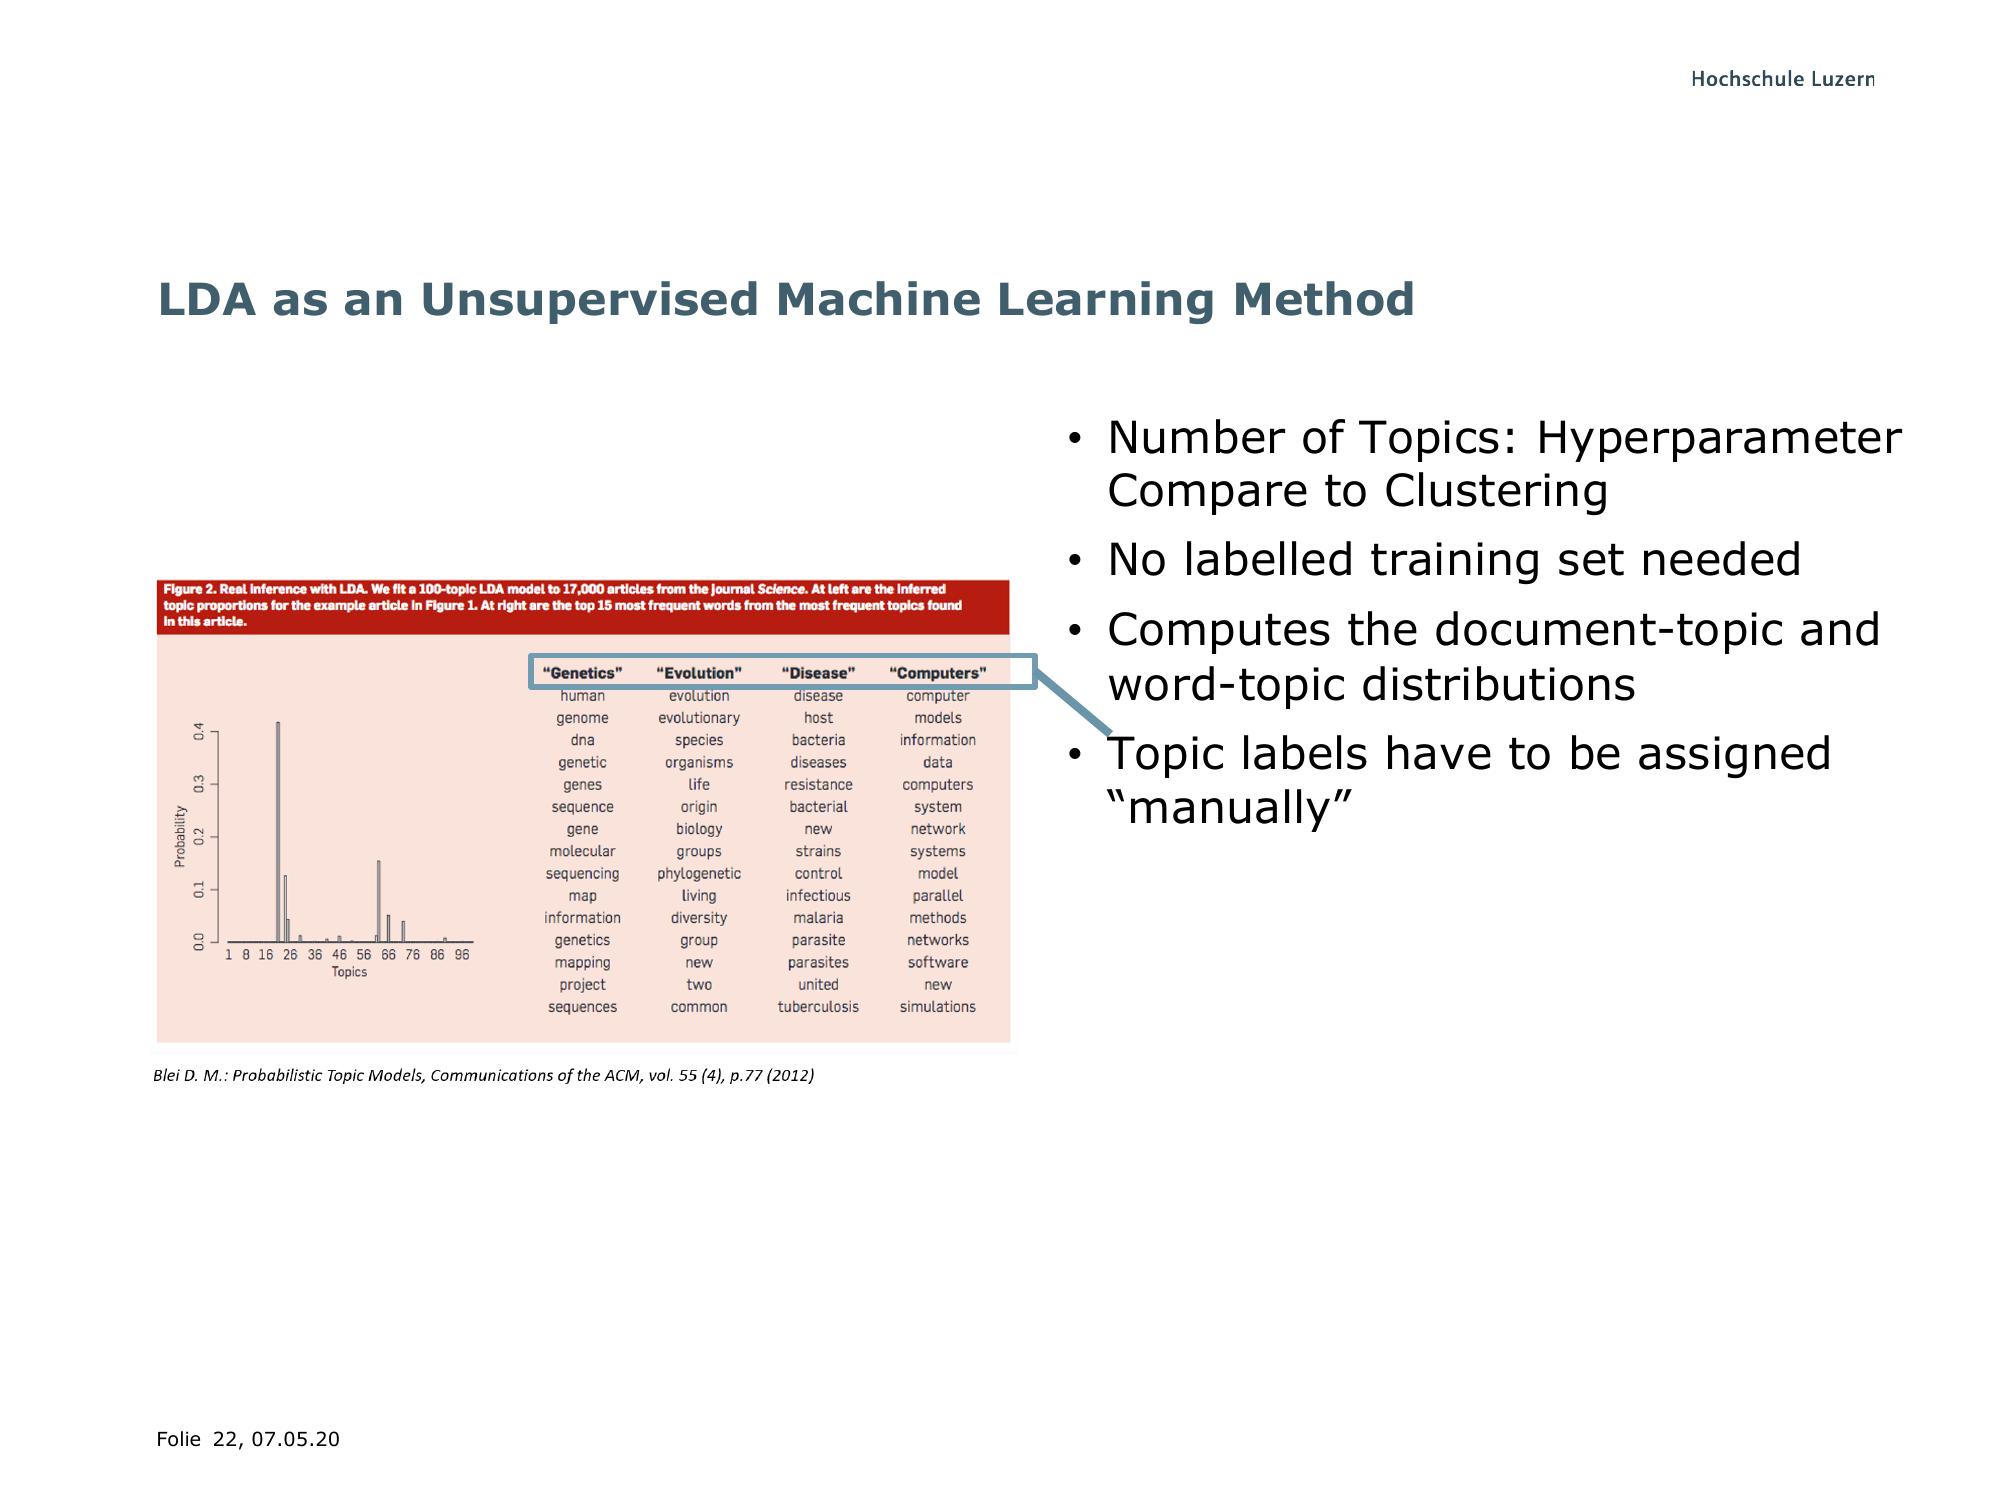 Hochschule Luzern
LDA as an Unsupervised Machine Learning Method
• Number of Topics: Hyperparameter
Compare to Clustering
• No labelled training set needed
• Computes the document-topic and
word-topic distributions
• Topic labels have to be assigned
“manually”
Figure 2. Real inference with LDA. We fit a 100-topic LDA model to 17,000 articles from the journal Science. At left are the inferred
topic proportions for the example article in Figure 1. At right are the top 15 most frequent words from the most frequent topics found
in this article.
“Genetics” “Evolution” “Disease” “Computers”
human evolution disease computer
genome evolutionary host models
dna species bacteria information
genetic organisms diseases data
genes life resistance computers
sequence origin bacterial system
gene biology new network
molecular groups strains systems
sequencing phylogenetic control model
map living infectious parallel
information diversity malaria methods
genetics group parasite networks
mapping new parasites software
project two united new
sequences common tuberculosis simulations
Probability
0.4
0.3
0.2
0.1
0.0
1 8 16 26 36 46 56 66 76 86 96
Topics
Blei D. M.: Probabilistic Topic Models, Communications of the ACM, vol. 55 (4), p.77 (2012)
Folie 22, 07.05.20